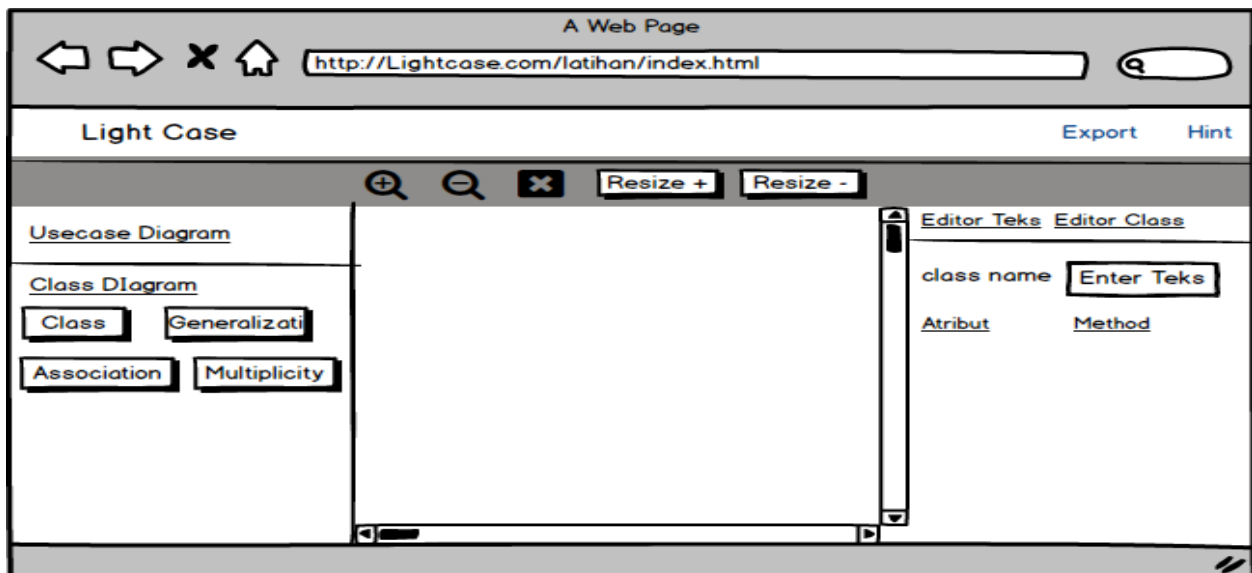 A Web Page
http://Lightcase.com/latihan/index.html
Light Case
Export Hint
Resize + Resize -
Usecase Diagram
Class DIagram
Class Generalizati
Association Multiplicity
Editor Teks Editor Class
class name Enter Teks
Atribut Method